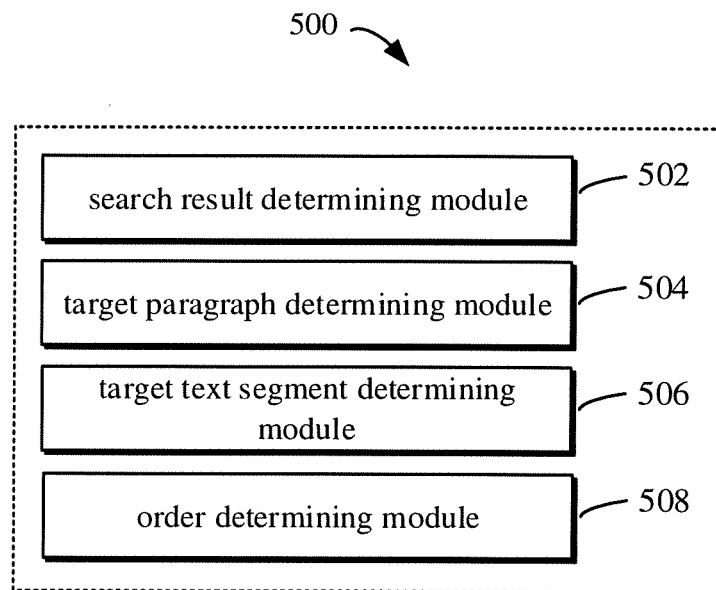 500
search result determining module
502
target paragraph determining module
504
target text segment determining
module
506
order determining module
508